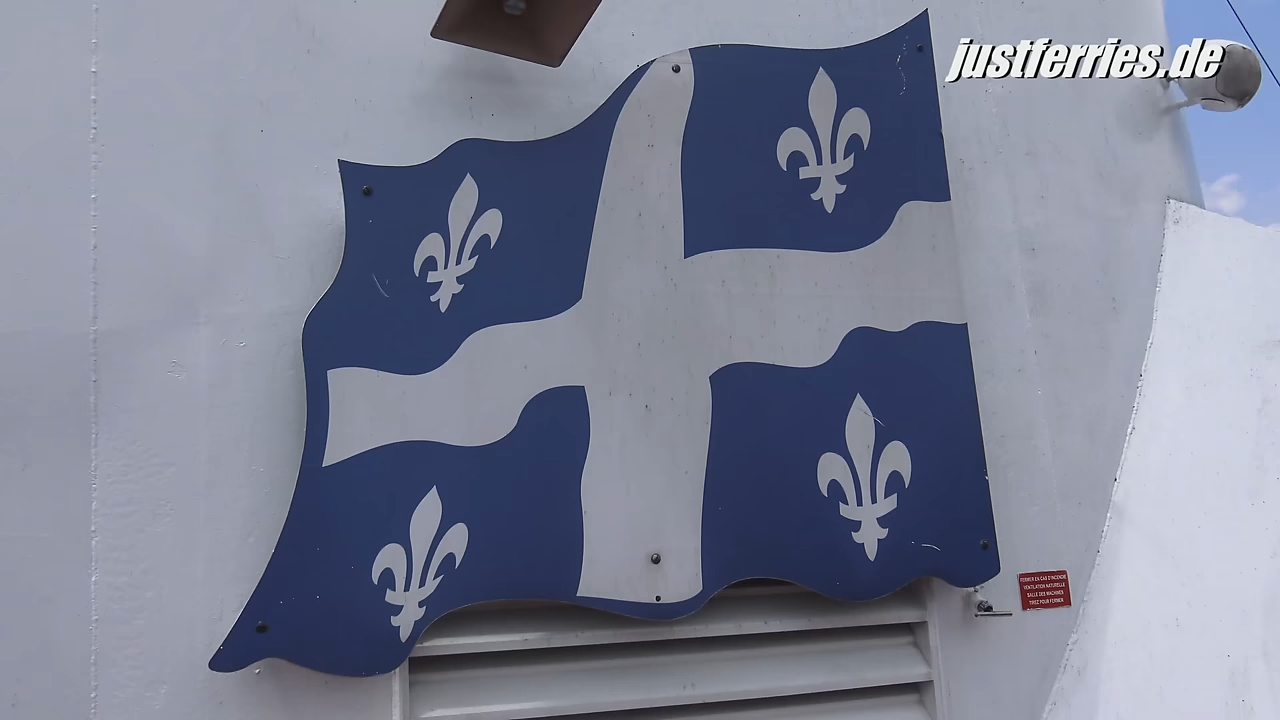 justferries.de
FERMER EN CAS D'INCENDIE
VENTILATION NATURELLE
SALLE DES MACHINES
TIREZ POUR FERMER